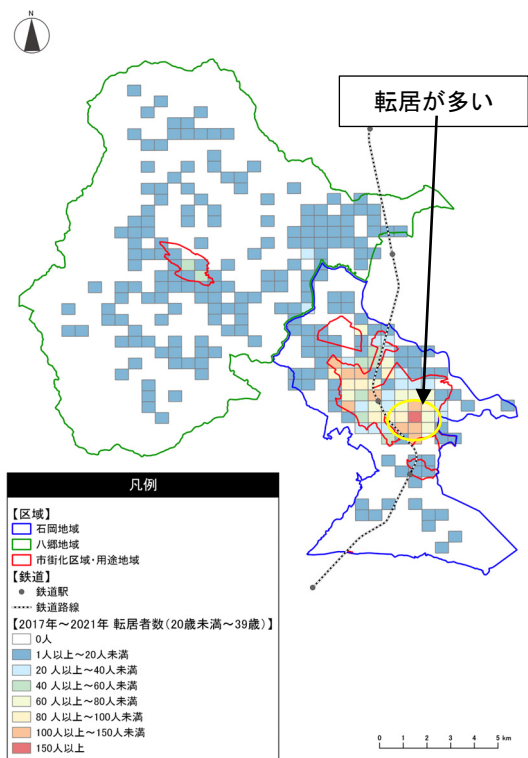 N
転居が多い
凡例
【区域】
石岡地域
八郷地域
市街化区域・用途地域
【鉄道】
鉄道駅
鉄道路線
【2017年～2021年 転居者数(20歳未満～39歳)】
0人
1人以上～20人未満
20 人以上～40人未満
40 人以上～60人未満
60 人以上～80人未満
80 人以上～100人未満
100人以上～150人未満
150人以上
0 1 2 3 4 5 km